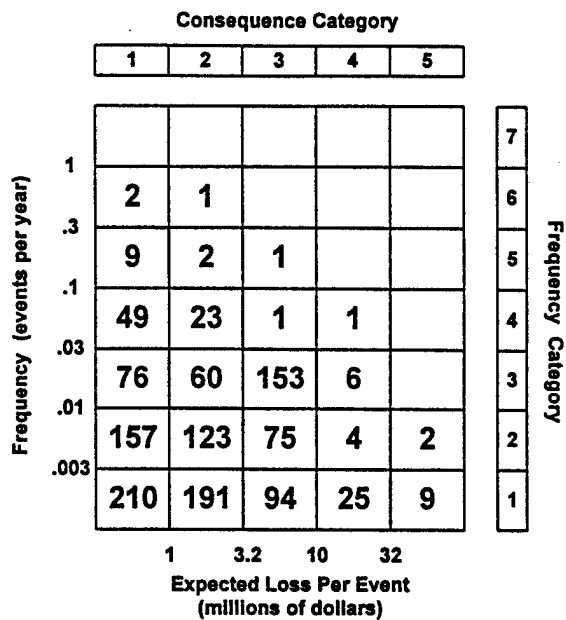 Consequence Category
1 2 3 4 5
7
1
2 1 6
.3
9 2 1 5
.1
49 23 1 1 4
.03
76 60 153 6 3
.01
157 123 75 4 2 2
.003
210 191 94 25 9 1
1 3.2 10 32
Expected Loss Per Event
(millions of dollars)
Frequency (events per year)
Frequency Category